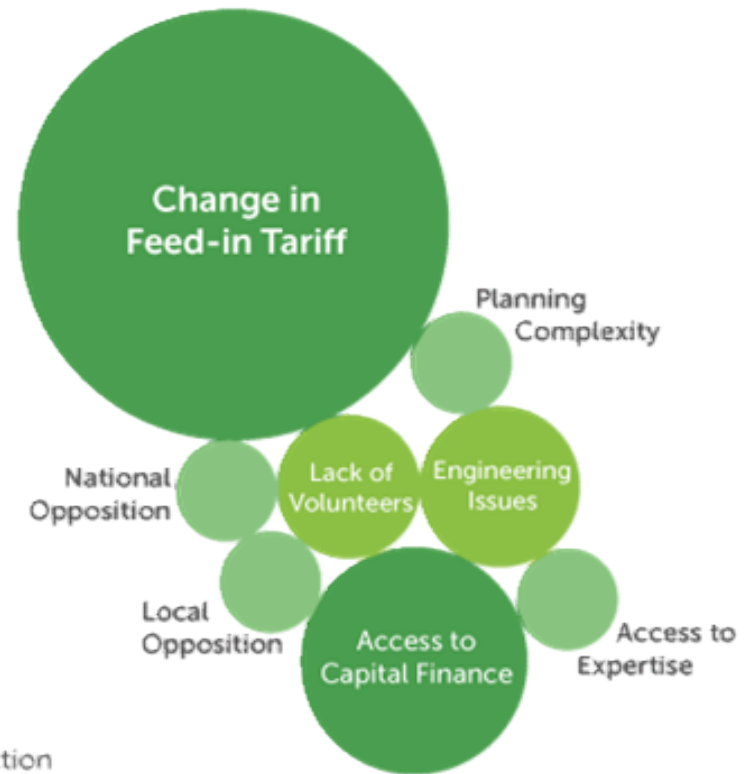 Change in
Feed-in Tariff
Planning
Complexity
National
Opposition
Lack of
Volunteers
Engineering
Issues
Local
Opposition
Access to
Capital Finance
Access to
Expertise